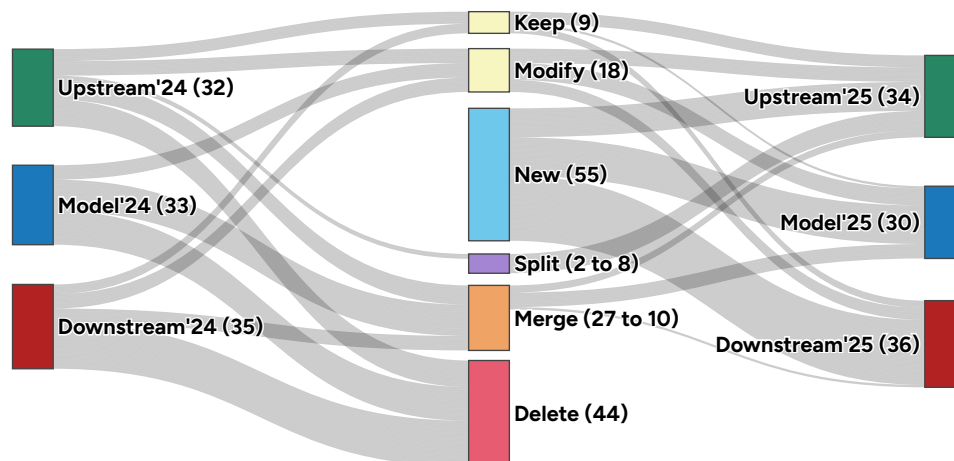 Upstream'24 (32)
Model'24 (33)
Downstream'24 (35)
Keep (9)
Modify (18)
New (55)
Split (2 to 8)
Merge (27 to 10)
Delete (44)
Upstream'25 (34)
Model'25 (30)
Downstream'25 (36)